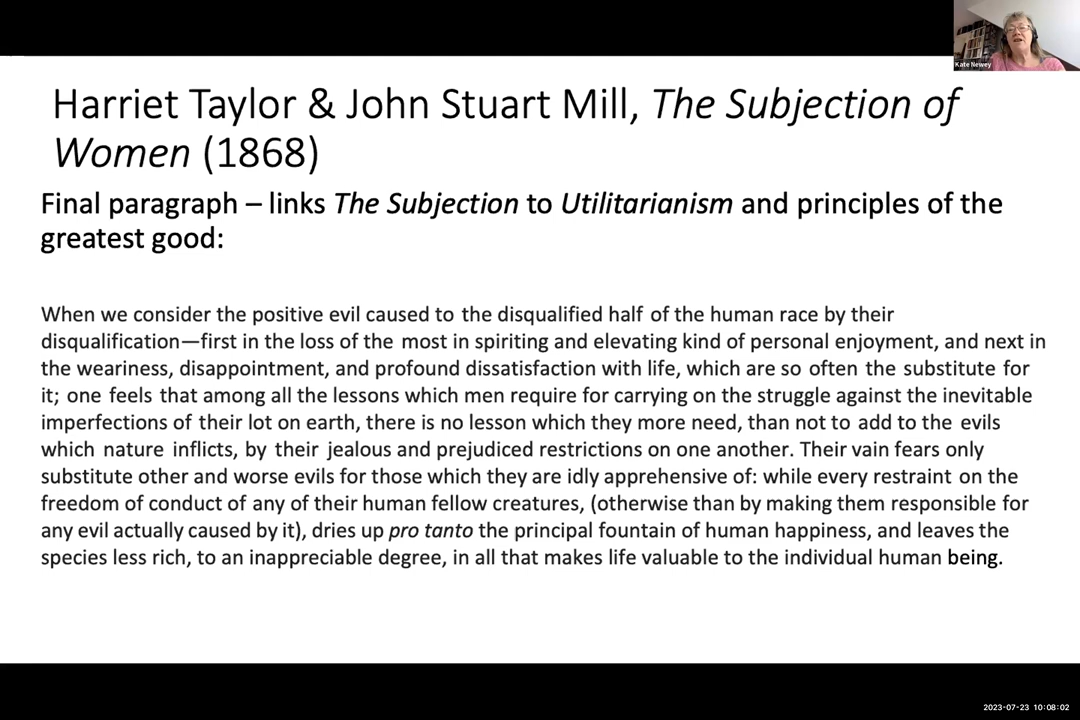 Kate Newey
Harriet Taylor & John Stuart Mill, The Subjection of
Women (1868)
Final paragraph – links The Subjection to Utilitarianism and principles of the
greatest good:
When we consider the positive evil caused to the disqualified half of the human race by their
disqualification—first in the loss of the most in spiriting and elevating kind of personal enjoyment, and next in
the weariness, disappointment, and profound dissatisfaction with life, which are so often the substitute for
it; one feels that among all the lessons which men require for carrying on the struggle against the inevitable
imperfections of their lot on earth, there is no lesson which they more need, than not to add to the evils
which nature inflicts, by their jealous and prejudiced restrictions on one another. Their vain fears only
substitute other and worse evils for those which they are idly apprehensive of: while every restraint on the
freedom of conduct of any of their human fellow creatures, (otherwise than by making them responsible for
any evil actually caused by it), dries up pro tanto the principal fountain of human happiness, and leaves the
species less rich, to an inappreciable degree, in all that makes life valuable to the individual human being.
2023-07-23 10:08:02